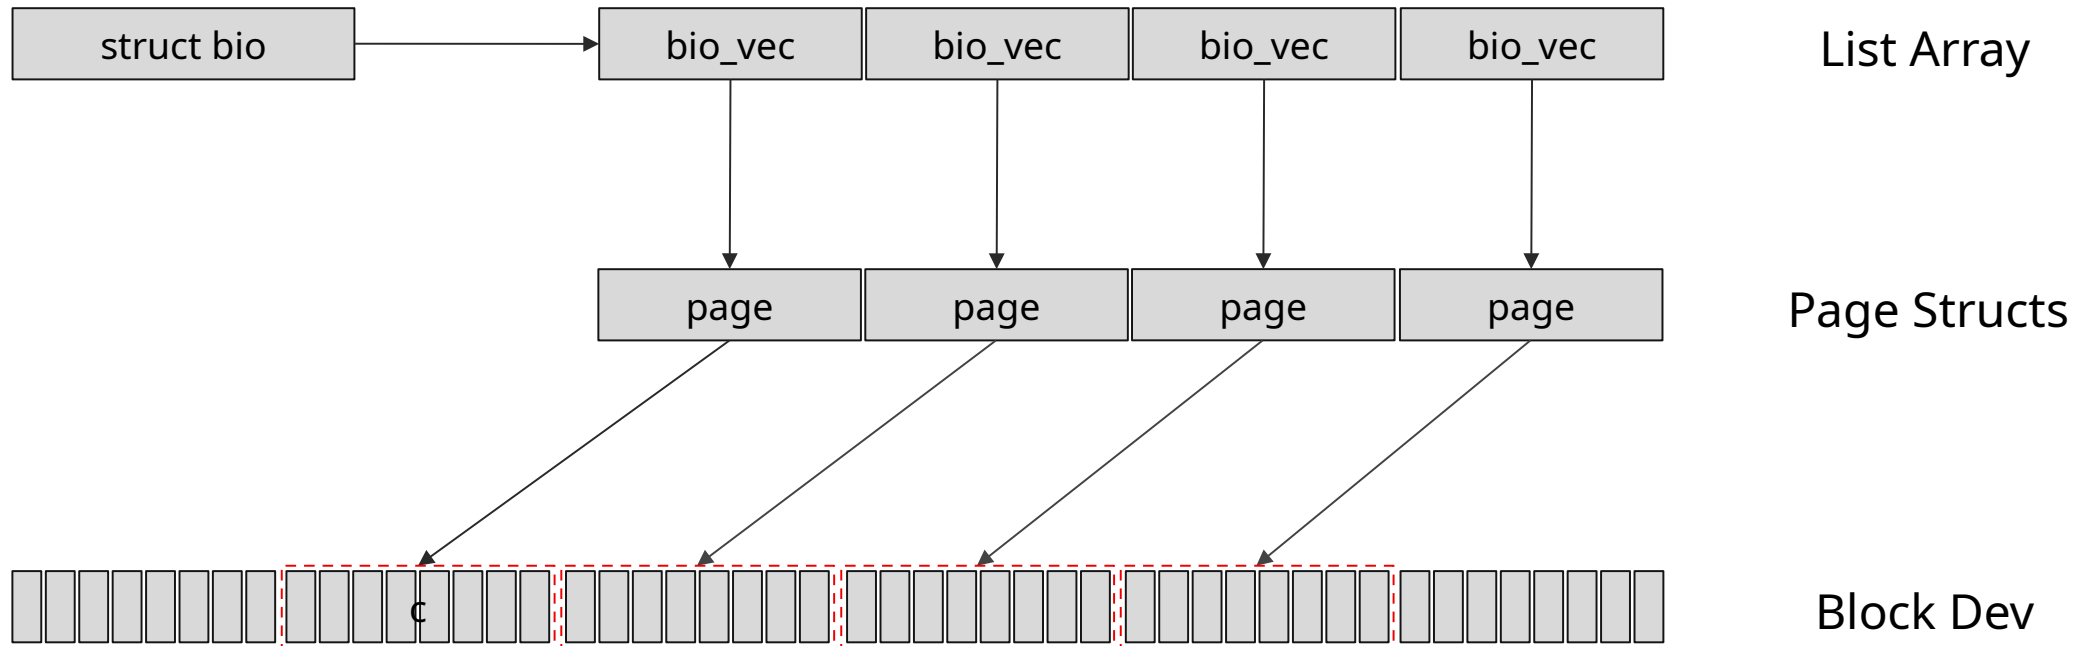 struct bio bio_vec bio_vec bio_vec bio_vec List Array
page page page page Page Structs
c Block Dev